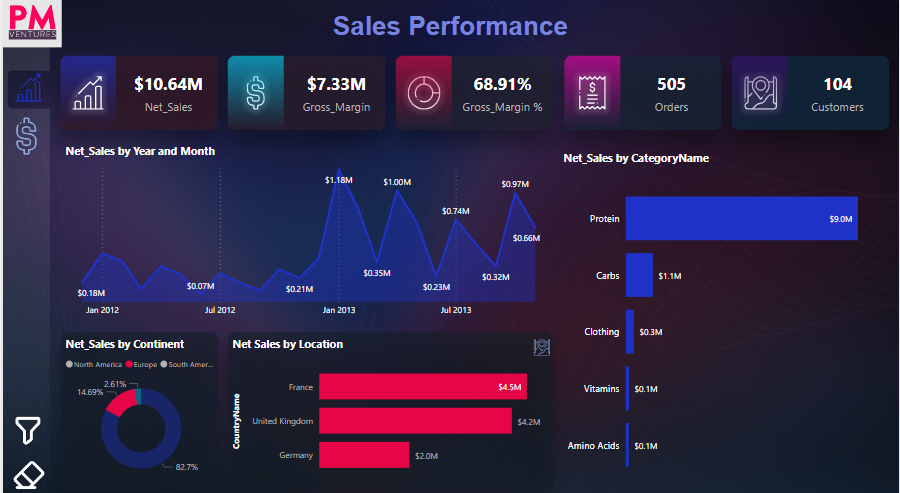 PM
VENTURES
Sales Performance
$10.64M
Net_Sales
$7.33M
Gross_Margin
68.91%
Gross_Margin %
505
Orders
104
Customers
Net_Sales by Year and Month
$1.18M
$1.00M
$0.97M
$0.74M
$0.66M
$0.35M
$0.32M
$0.23M
$0.21M
$0.07M
$0.18M
Jan 2012
Jul 2012
Jan 2013
Jul 2013
Net_Sales by CategoryName
Protein
$9.0M
Carbs
$1.1M
Clothing
$0.3M
Vitamins
$0.1M
Amino Acids
$0.1M
Net_Sales by Continent
North America Europe South Amer...
2.61%
14.69%
82.7%
Net Sales by Location
CountryName
France
$4.5M
United Kingdom
$4.2M
Germany
$2.0M